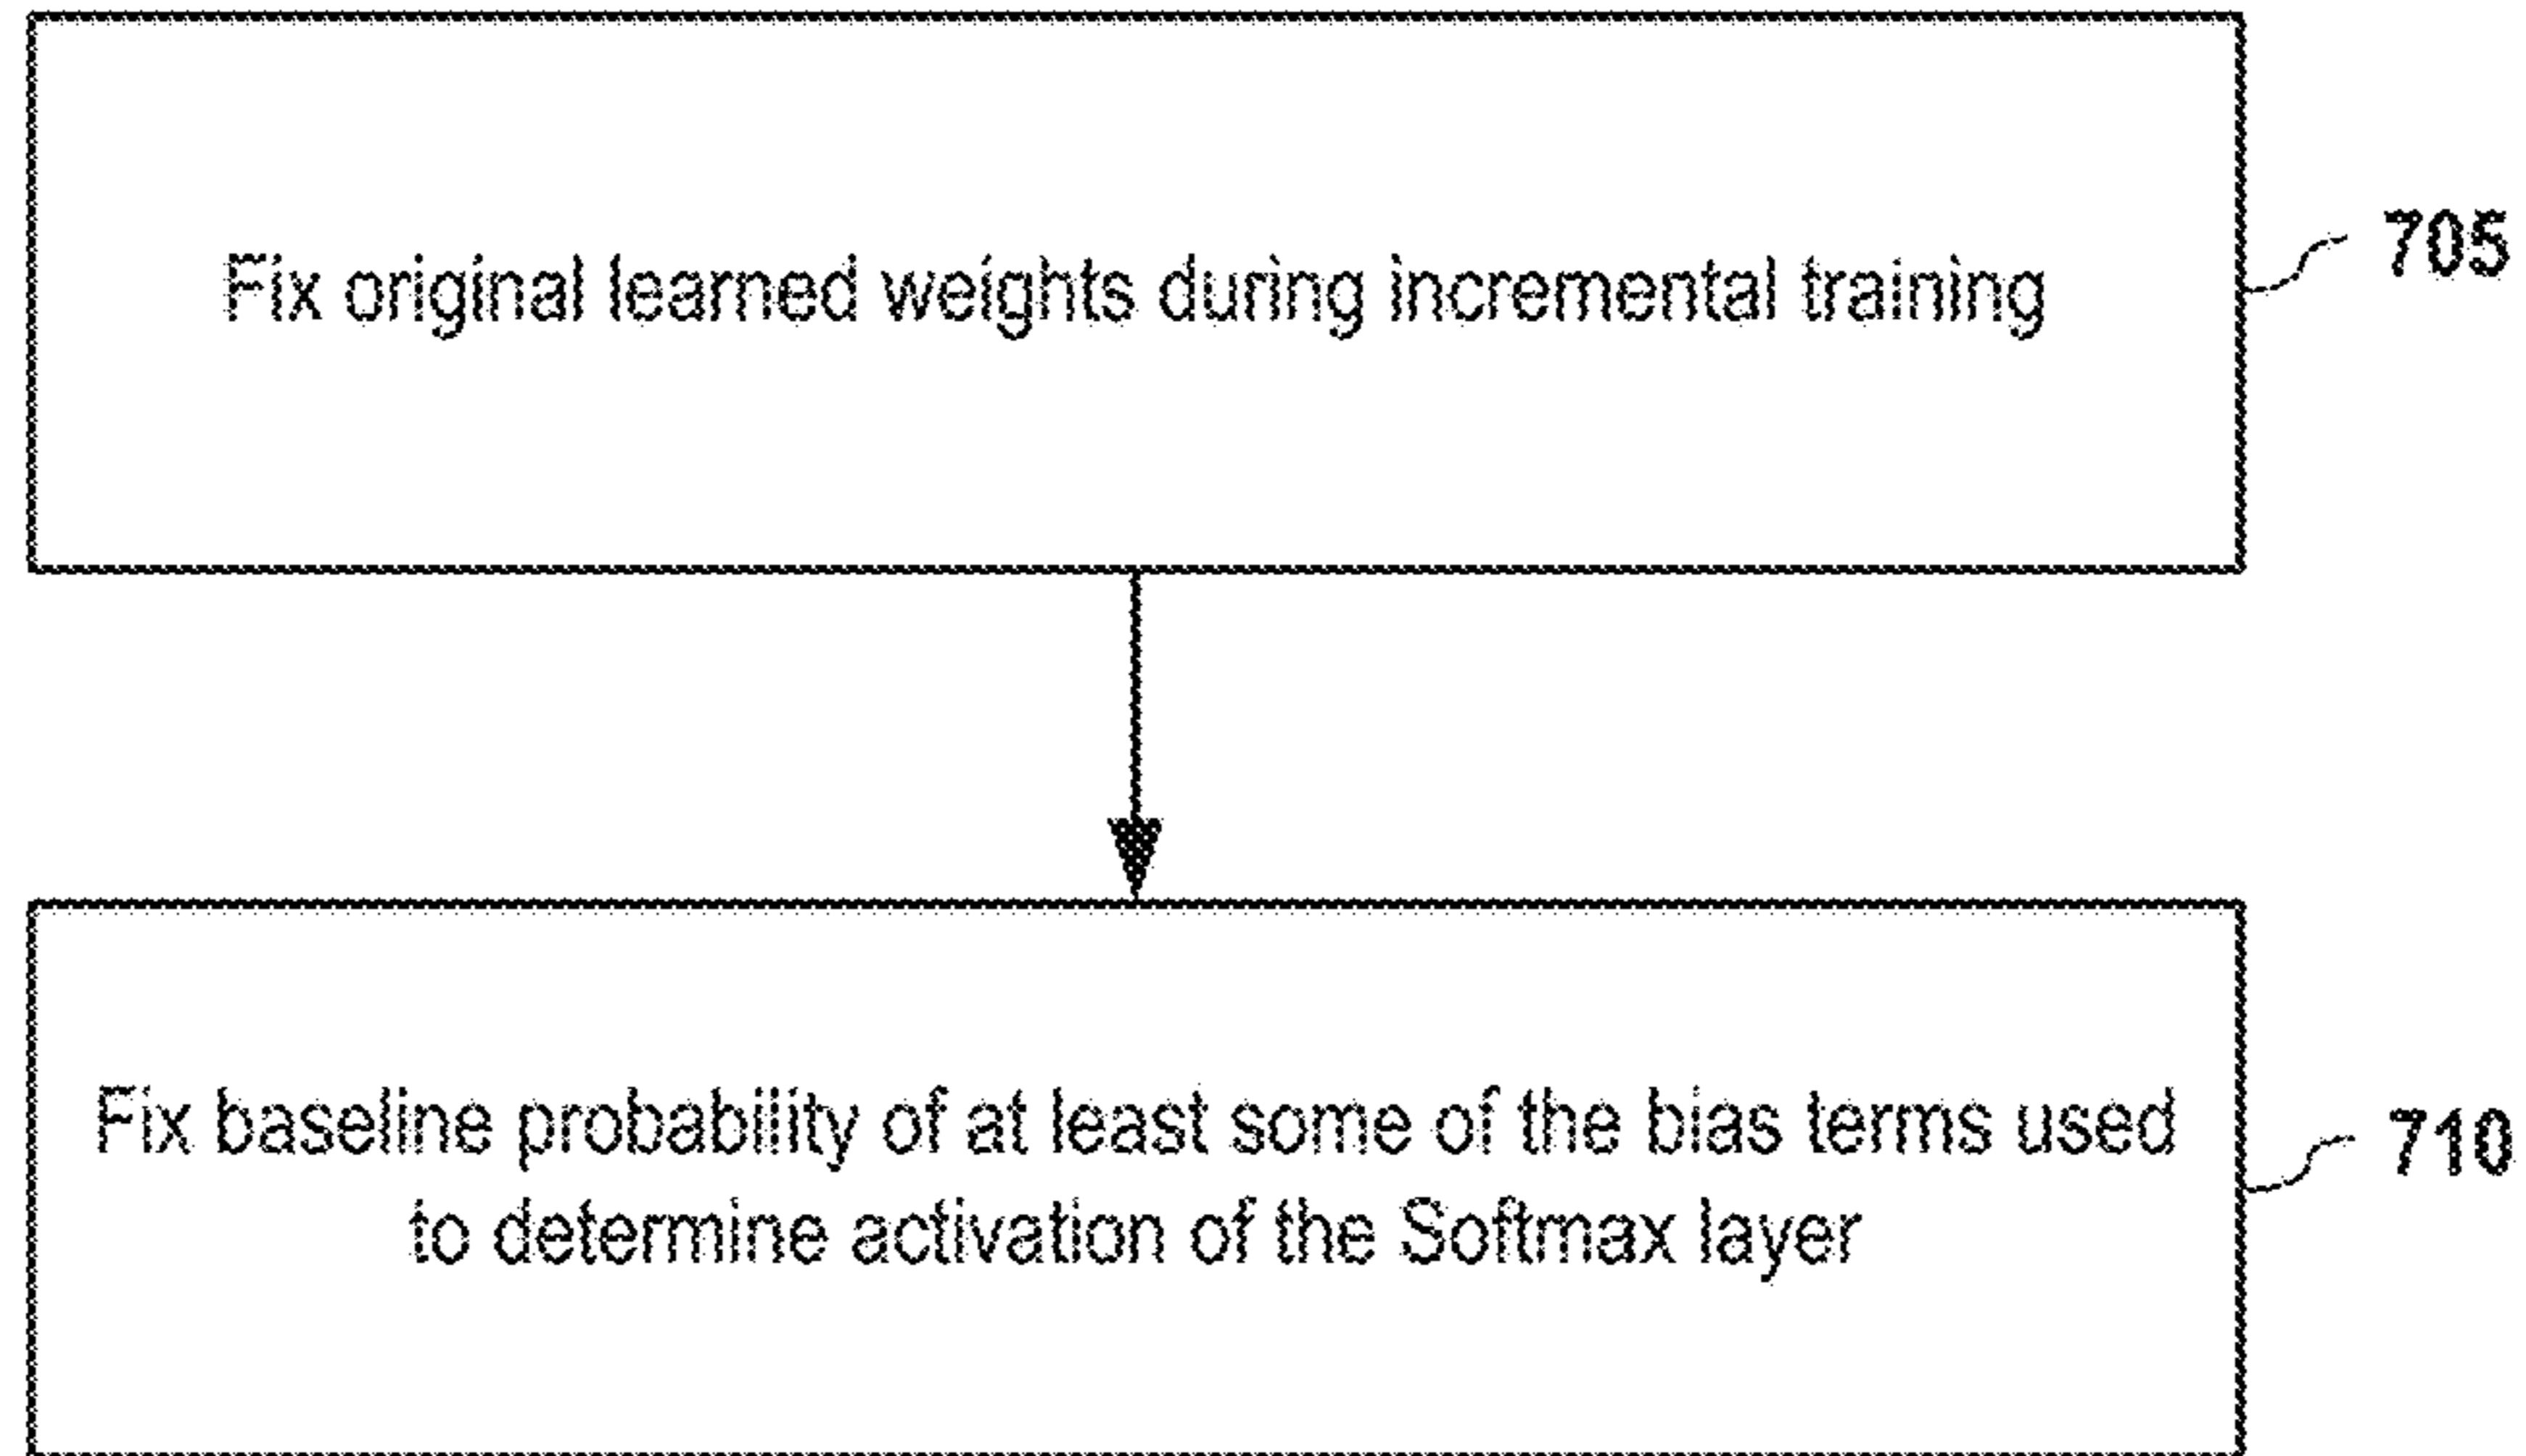 Fix original learned weights during incremental training
705
Fix baseline probability of at least some of the bias terms used
to determine activation of the Softmax layer
710